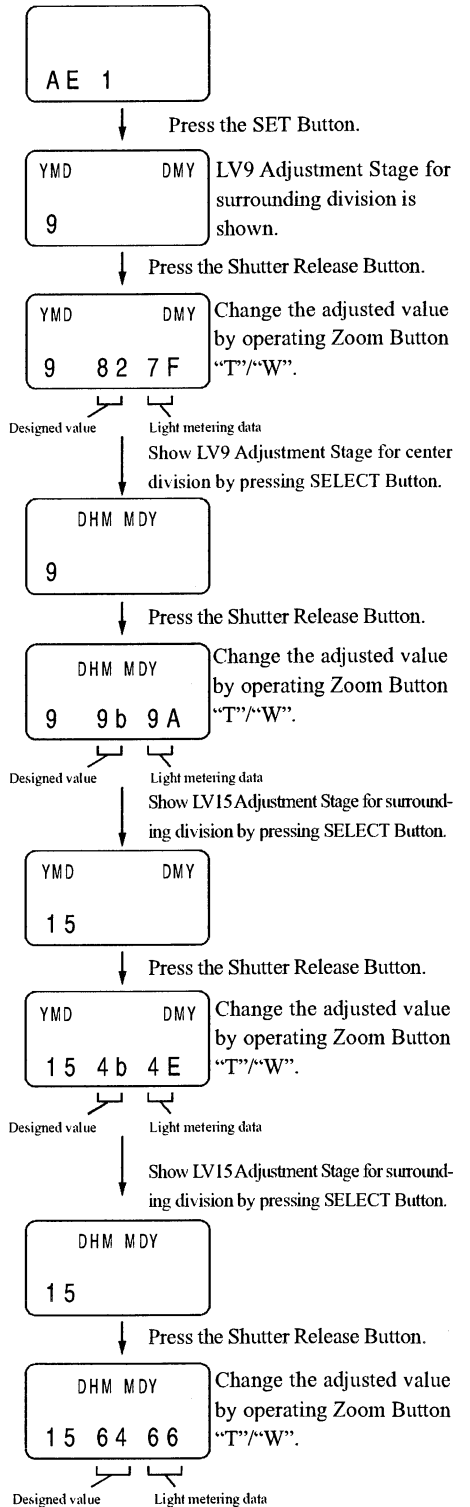 AE 1
Press the SET Button.
YMD DMY
9
LV9 Adjustment Stage for
surrounding division is
shown.
Press the Shutter Release Button.
YMD DMY
9 82 7F
Change the adjusted value
by operating Zoom Button
“T”/“W”.
Designed value Light metering data
Show LV9 Adjustment Stage for center
division by pressing SELECT Button.
DHM MDY
9
Press the Shutter Release Button.
DHM MDY
9 9b 9A
Change the adjusted value
by operating Zoom Button
“T”/“W”.
Designed value Light metering data
Show LV15 Adjustment Stage for surround-
ing division by pressing SELECT Button.
YMD DMY
15
Press the Shutter Release Button.
YMD DMY
15 4b 4E
Change the adjusted value
by operating Zoom Button
“T”/“W”.
Designed value Light metering data
Show LV15 Adjustment Stage for surround-
ing division by pressing SELECT Button.
DHM MDY
15
Press the Shutter Release Button.
DHM MDY
15 64 66
Change the adjusted value
by operating Zoom Button
“T”/“W”.
Designed value Light metering data